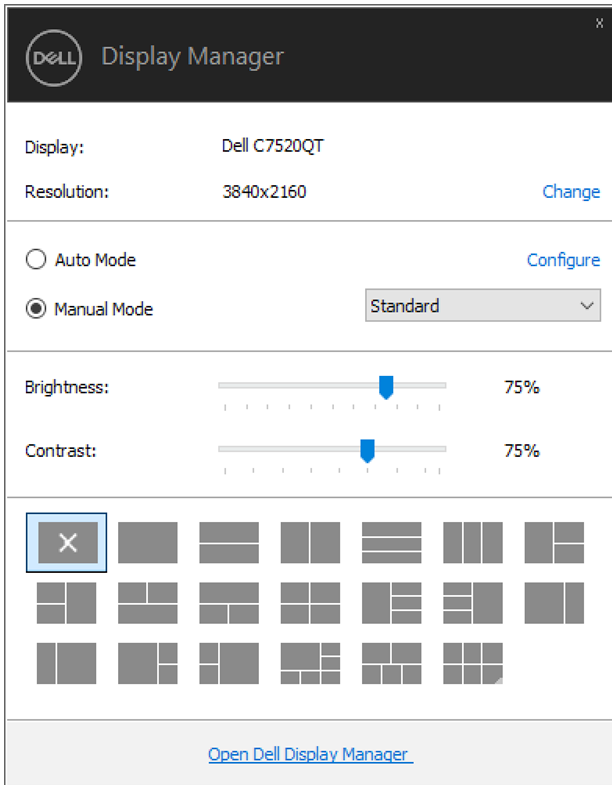 x
DELL Display Manager
Display: Dell C7520QT
Resolution: 3840x2160 Change
Auto Mode Configure
Manual Mode Standard
Brightness: 75%
Contrast: 75%
Open Dell Display Manager